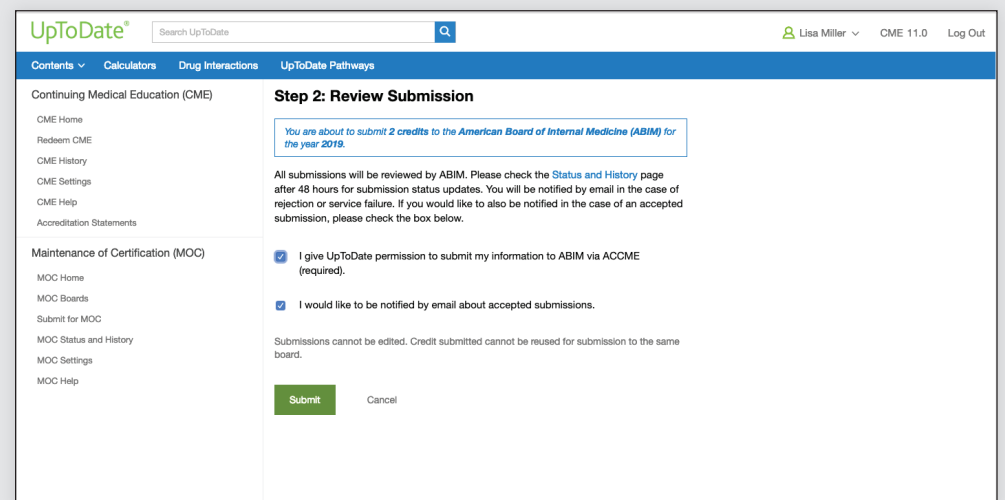 UpToDate®
Search UpToDate
Lisa Miller
CME 11.0
Log Out
Contents
Calculators
Drug Interactions
UpToDate Pathways
Continuing Medical Education (CME)
CME Home
Redeem CME
CME History
CME Settings
CME Help
Accreditation Statements
Maintenance of Certification (MOC)
MOC Home
MOC Boards
Submit for MOC
MOC Status and History
MOC Settings
MOC Help
Step 2: Review Submission
You are about to submit 2 credits to the American Board of Internal Medicine (ABIM) for
the year 2019.
All submissions will be reviewed by ABIM. Please check the Status and History page
after 48 hours for submission status updates. You will be notified by email in the case of
rejection or service failure. If you would like to also be notified in the case of an accepted
submission, please check the box below.
I give UpToDate permission to submit my information to ABIM via ACCME
(required).
I would like to be notified by email about accepted submissions.
Submissions cannot be edited. Credit submitted cannot be reused for submission to the same
board.
Submit
Cancel